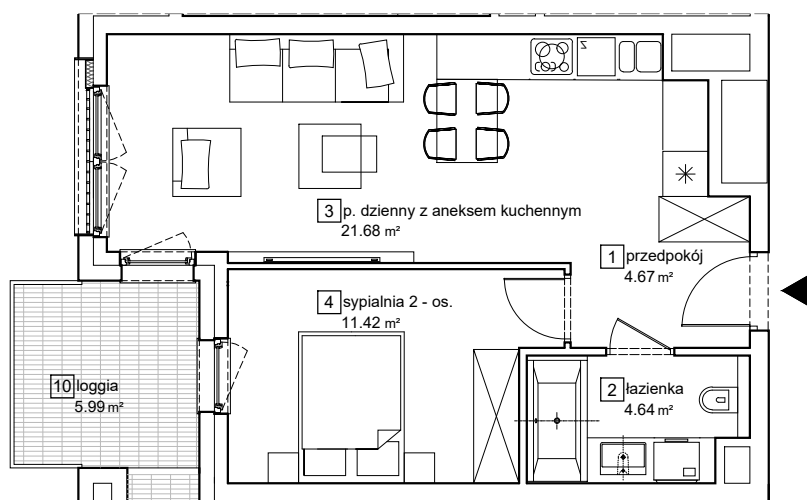 3 p. dzienny z aneksem kuchennym
21.68 m²
1 przedpokój
4.67 m²
4 sypialnia 2 - os.
11.42 m²
10 loggia
5.99 m²
2 łazienka
4.64 m²
Z